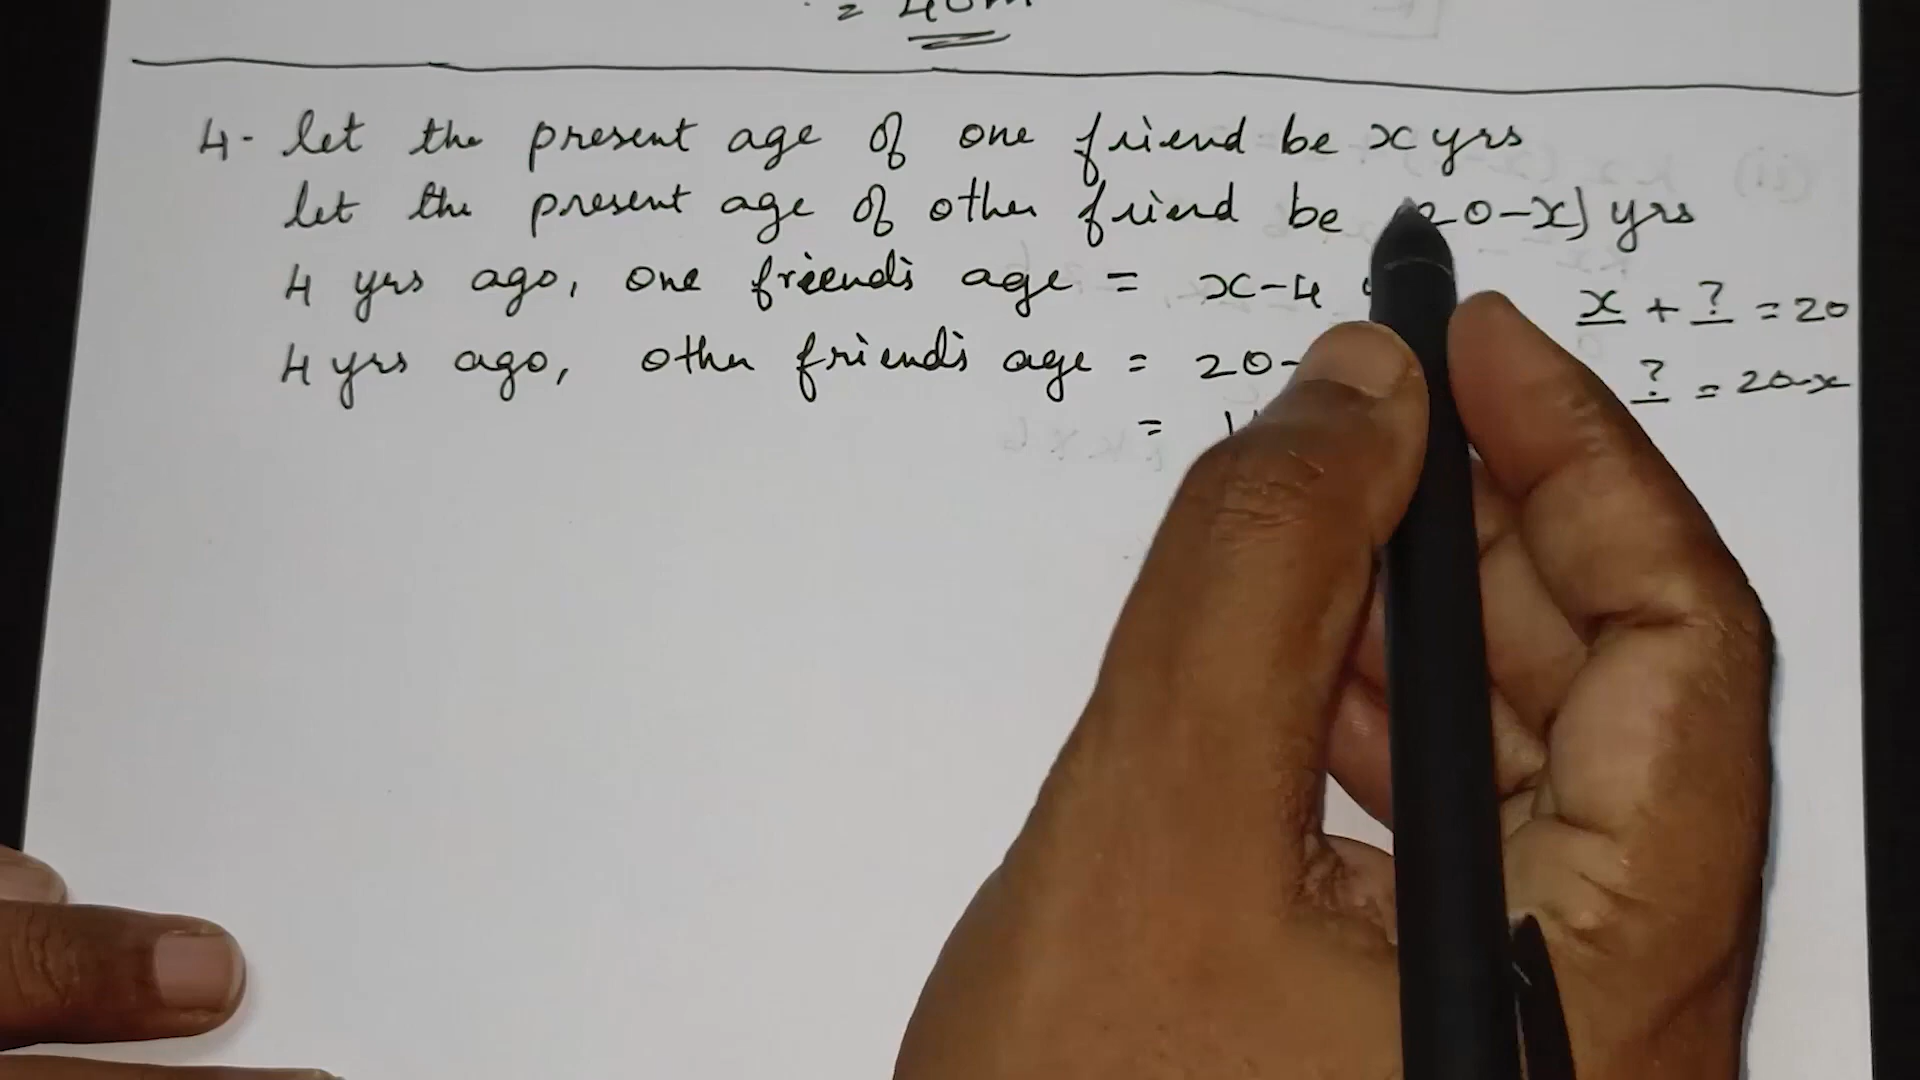 = 40m
4- let the present age of one friend be x yrs
let the present age of other friend be 20-x) yrs
4 yrs ago, one friend's age = x-4
x + ? = 20
4 yrs ago, other friend's age = 20-
? = 20-x
=